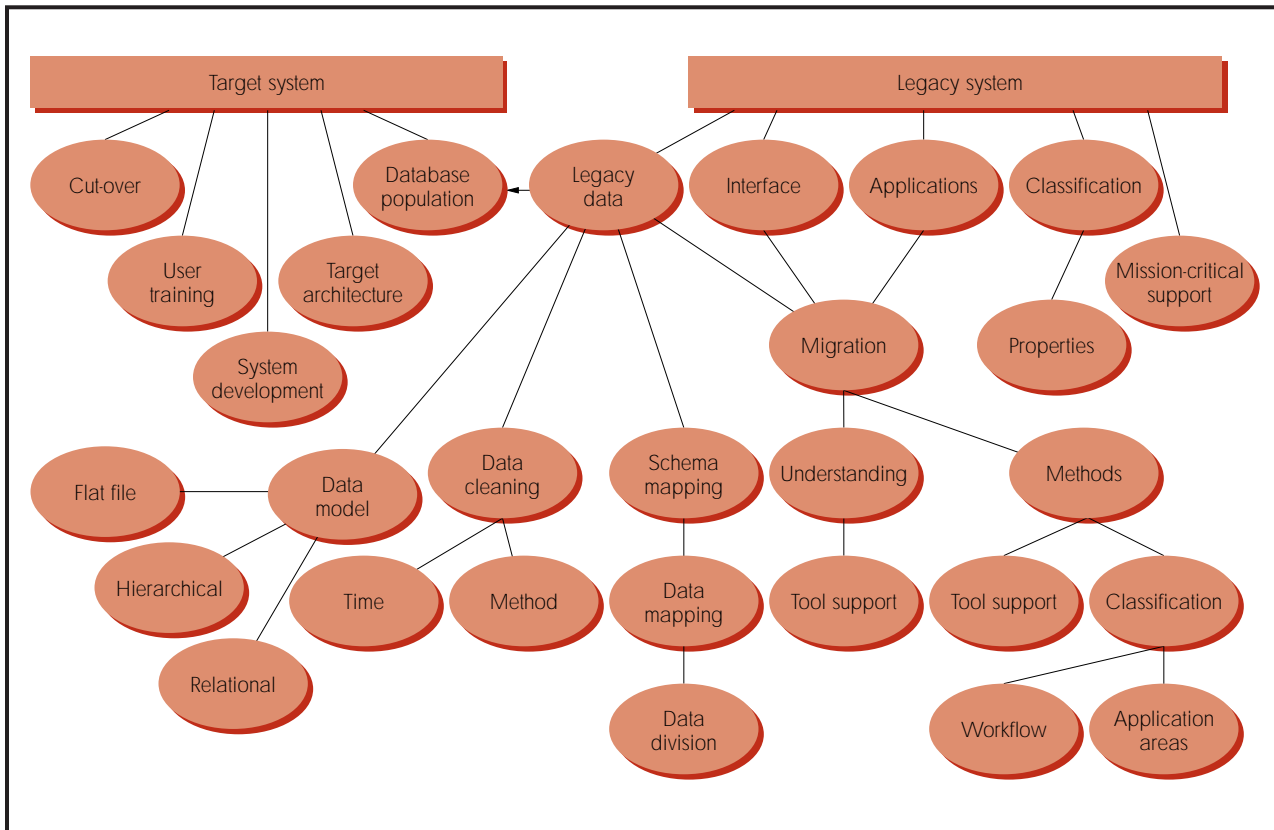 Target system
Legacy system
Cut-over
Database
population
Legacy
data
Interface
Applications
Classification
User
training
Target
architecture
Mission-critical
support
System
development
Migration
Properties
Flat file
Data
model
Data
cleaning
Schema
mapping
Understanding
Methods
Hierarchical
Time
Method
Data
mapping
Tool support
Tool support
Classification
Relational
Data
division
Workflow
Application
areas